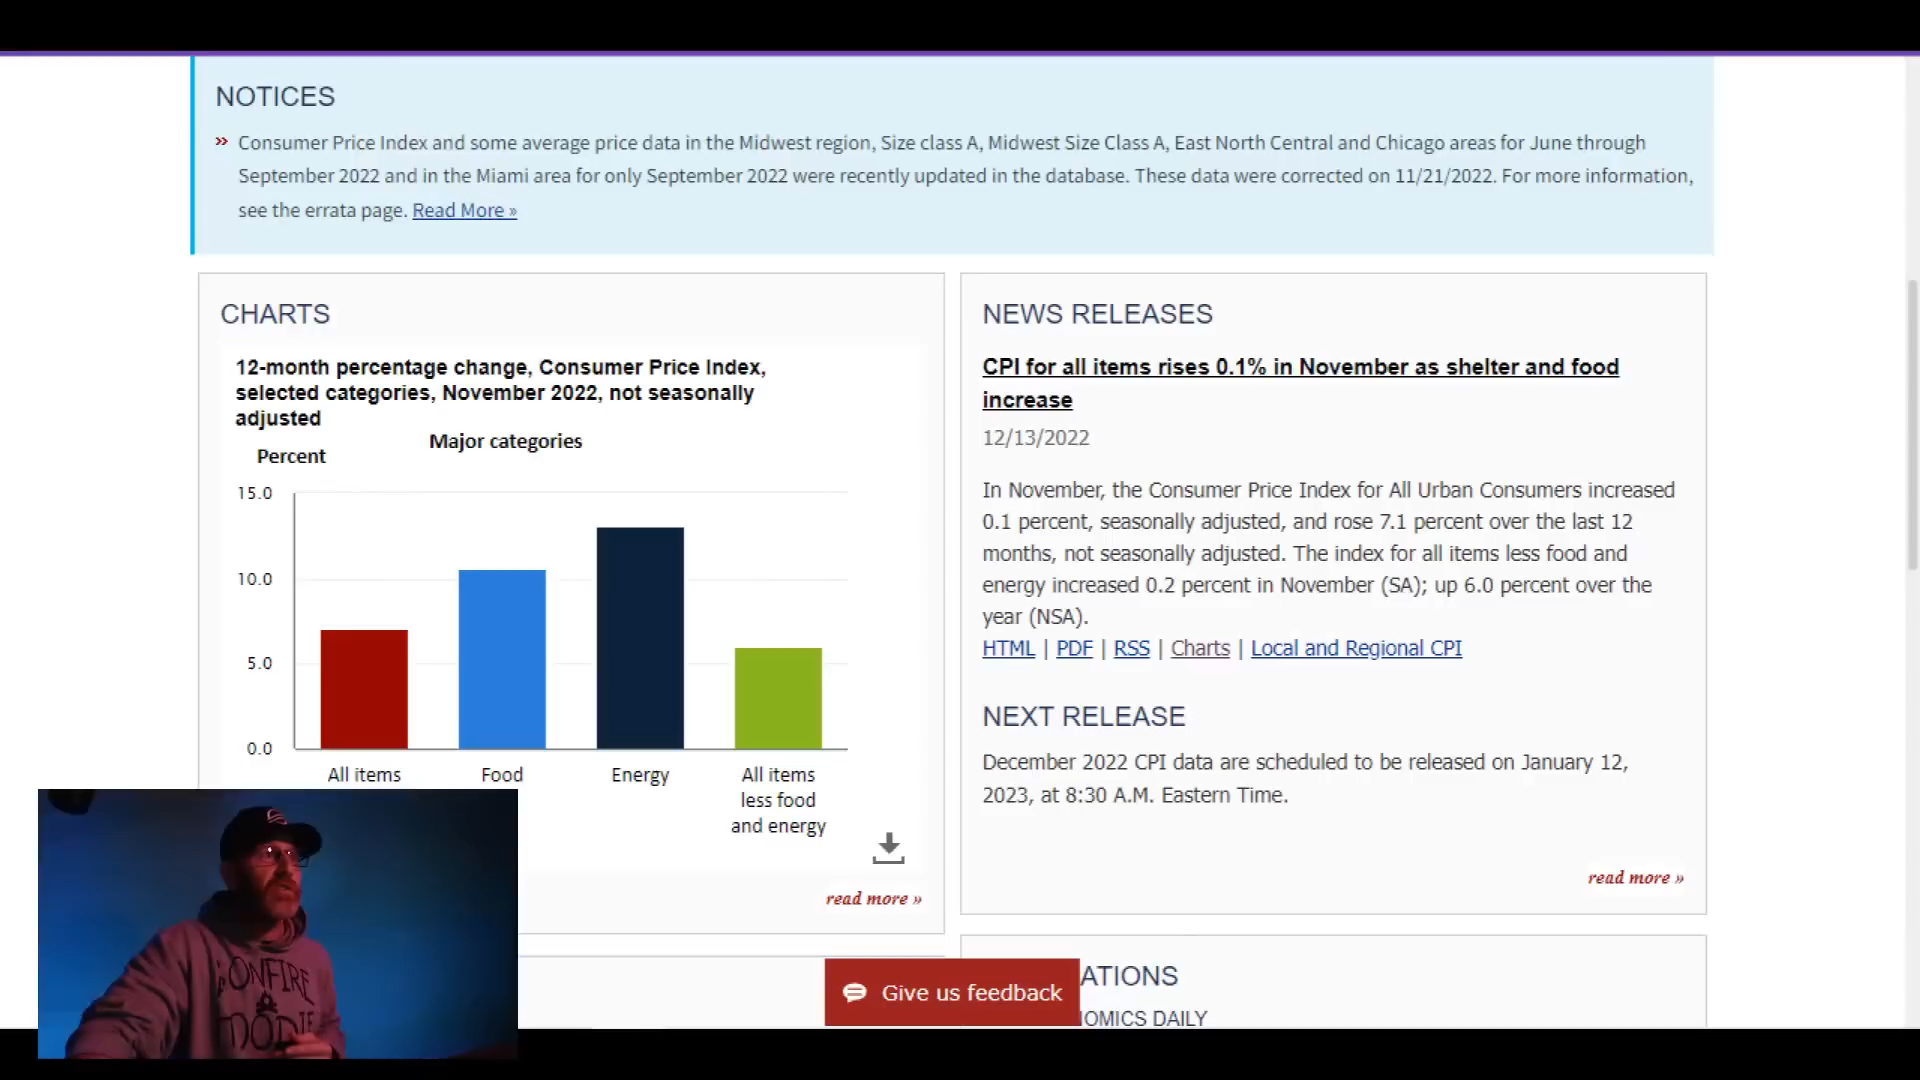 NOTICES
» Consumer Price Index and some average price data in the Midwest region, Size class A, Midwest Size Class A, East North Central and Chicago areas for June through
September 2022 and in the Miami area for only September 2022 were recently updated in the database. These data were corrected on 11/21/2022. For more information,
see the errata page. Read More »
CHARTS
12-month percentage change, Consumer Price Index,
selected categories, November 2022, not seasonally
adjusted
Major categories
Percent
15.0
10.0
5.0
0.0
All items
Food
Energy
All items
less food
and energy
read more »
NEWS RELEASES
CPI for all items rises 0.1% in November as shelter and food
increase
12/13/2022
In November, the Consumer Price Index for All Urban Consumers increased
0.1 percent, seasonally adjusted, and rose 7.1 percent over the last 12
months, not seasonally adjusted. The index for all items less food and
energy increased 0.2 percent in November (SA); up 6.0 percent over the
year (NSA).
HTML | PDF | RSS | Charts | Local and Regional CPI
NEXT RELEASE
December 2022 CPI data are scheduled to be released on January 12,
2023, at 8:30 A.M. Eastern Time.
read more »
Give us feedback
ATIONS
OMICS DAILY
ONFIRE